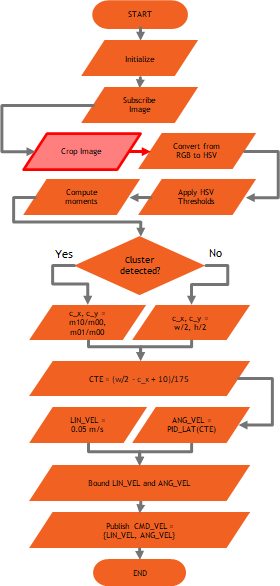 START
Initialize
Subscribe
Image
Crop Image
Convert from
RGB to HSV
Compute
moments
Apply HSV
Thresholds
Yes
Cluster
detected?
No
c_x, c_y =
m10/m00,
m01/m00
c_x, c_y =
w/2, h/2
CTE = (w/2 - c_x + 10)/175
LIN_VEL =
0.05 m/s
ANG_VEL =
PID_LAT(CTE)
Bound LIN_VEL and ANG_VEL
Publish CMD_VEL =
{LIN_VEL, ANG_VEL}
END